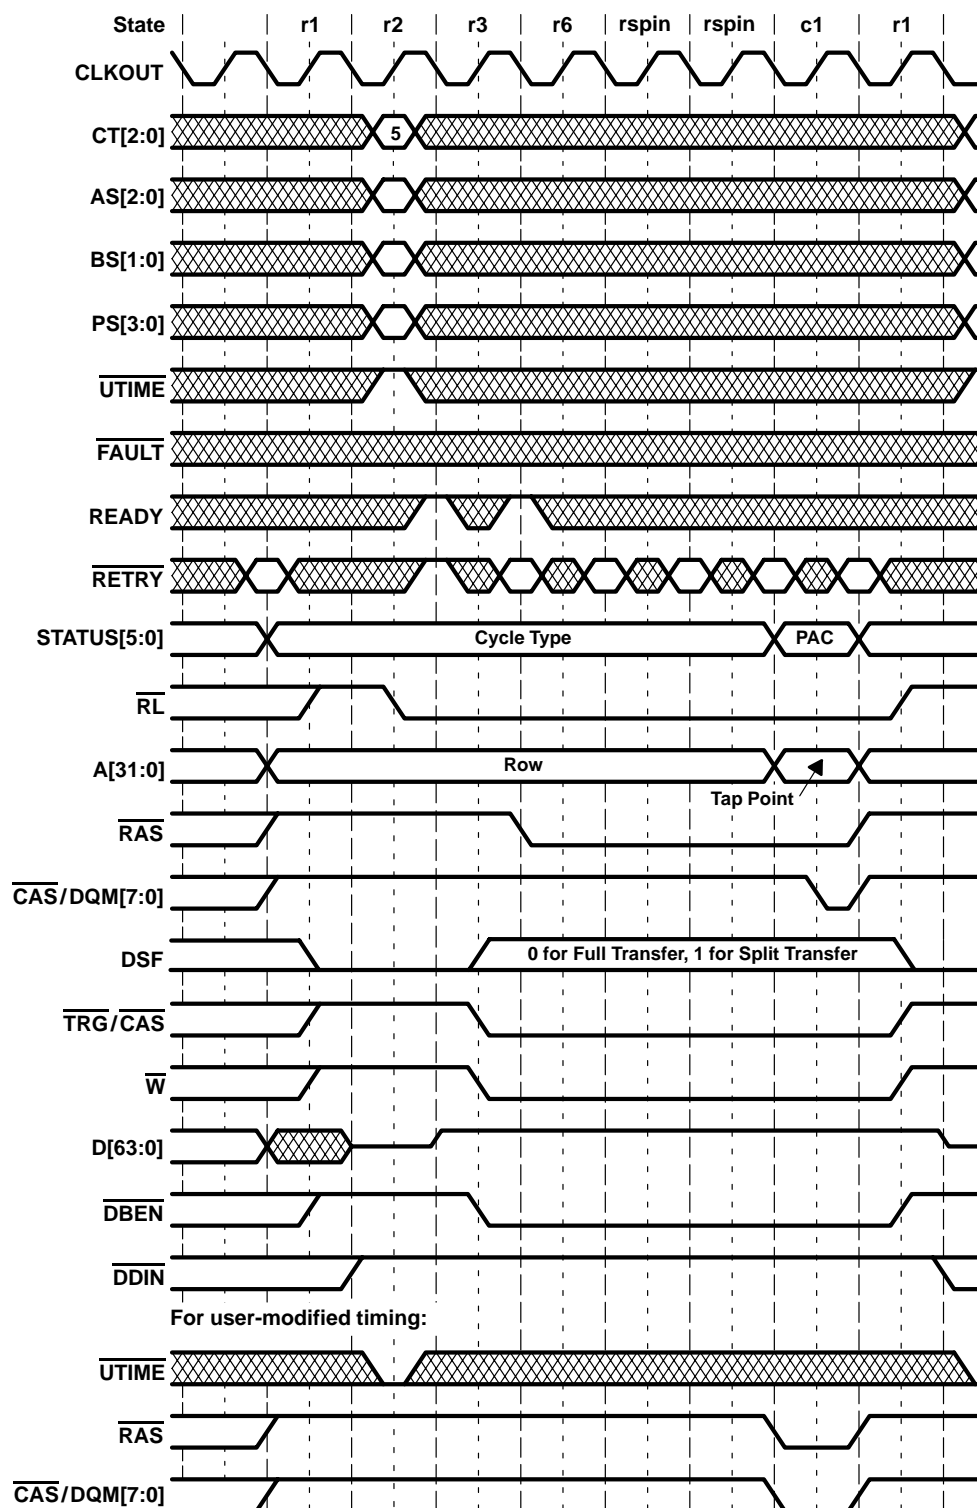 State r1 r2 r3 r6 rspin rspin c1 r1
CLKOUT
CT[2:0] 5
AS[2:0]
BS[1:0]
PS[3:0]
UTIME
FAULT
READY
RETRY
STATUS[5:0] Cycle Type PAC
RL
A[31:0] Row
Tap Point
RAS
CAS/DQM[7:0]
DSF 0 for Full Transfer, 1 for Split Transfer
TRG/CAS
W
D[63:0]
DBEN
DDIN
For user-modified timing:
UTIME
RAS
CAS/DQM[7:0]